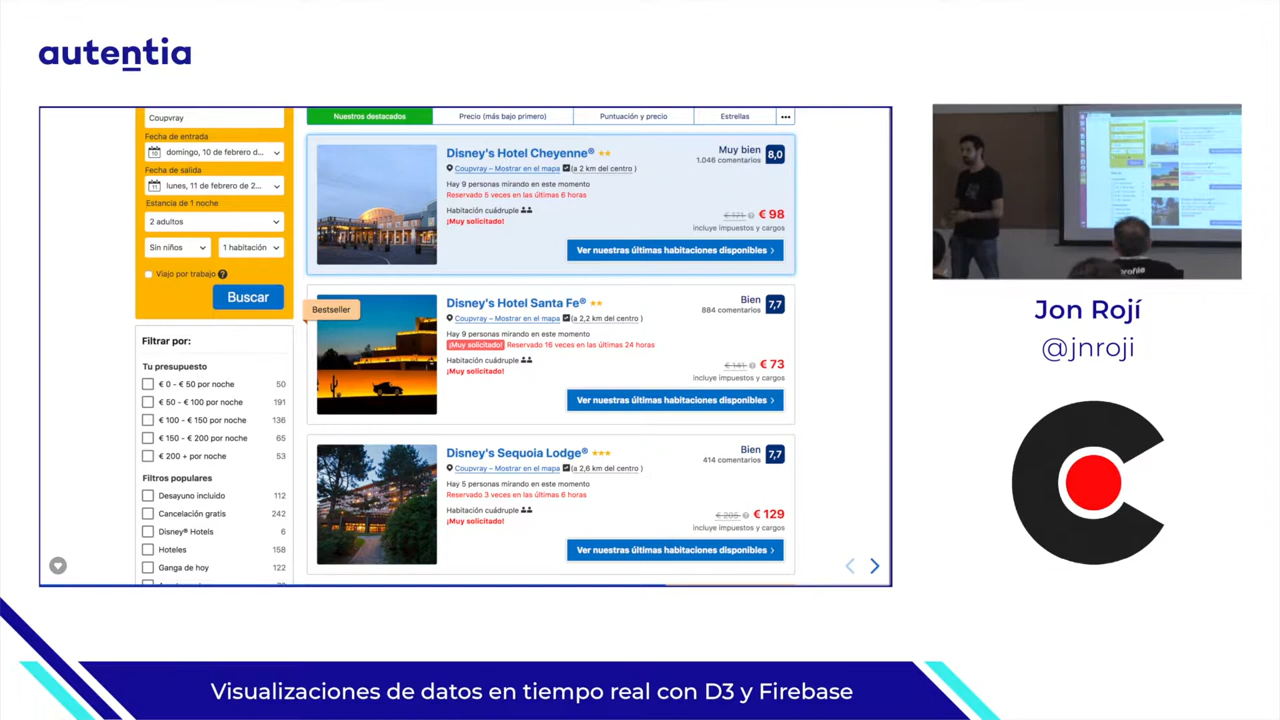 autentia
Coupvray
Fecha de entrada
10 domingo, 10 de febrero d...
Fecha de salida
11 lunes, 11 de febrero de 2...
Estancia de 1 noche
2 adultos
Sin niños
1 habitación
Viajo por trabajo ?
Buscar
Filtrar por:
Tu presupuesto
€ 0 - € 50 por noche 50
€ 50 - € 100 por noche 191
€ 100 - € 150 por noche 136
€ 150 - € 200 por noche 65
€ 200 + por noche 53
Filtros populares
Desayuno incluido 112
Cancelación gratis 242
Disney® Hotels 6
Hoteles 158
Ganga de hoy 122
Nuestros destacados
Precio (más bajo primero)
Puntuación y precio
Estrellas
•••
Disney's Hotel Cheyenne®
Coupvray – Mostrar en el mapa (a 2 km del centro )
Hay 9 personas mirando en este momento
Reservado 5 veces en las últimas 6 horas
Habitación cuádruple
¡Muy solicitado!
Muy bien 8,0
1.046 comentarios
€ 171 € 98
incluye impuestos y cargos
Ver nuestras últimas habitaciones disponibles
Bestseller
Disney's Hotel Santa Fe®
Coupvray – Mostrar en el mapa (a 2,2 km del centro )
Hay 9 personas mirando en este momento
¡Muy solicitado! Reservado 16 veces en las últimas 24 horas
Habitación cuádruple
¡Muy solicitado!
Bien 7,7
884 comentarios
€ 141 € 73
incluye impuestos y cargos
Ver nuestras últimas habitaciones disponibles
Disney's Sequoia Lodge®
Coupvray – Mostrar en el mapa (a 2,6 km del centro )
Hay 5 personas mirando en este momento
Reservado 3 veces en las últimas 6 horas
Habitación cuádruple
¡Muy solicitado!
Bien 7,7
414 comentarios
€ 205 € 129
incluye impuestos y cargos
Ver nuestras últimas habitaciones disponibles
profile
Jon Rojí
@jnroji
Visualizaciones de datos en tiempo real con D3 y Firebase